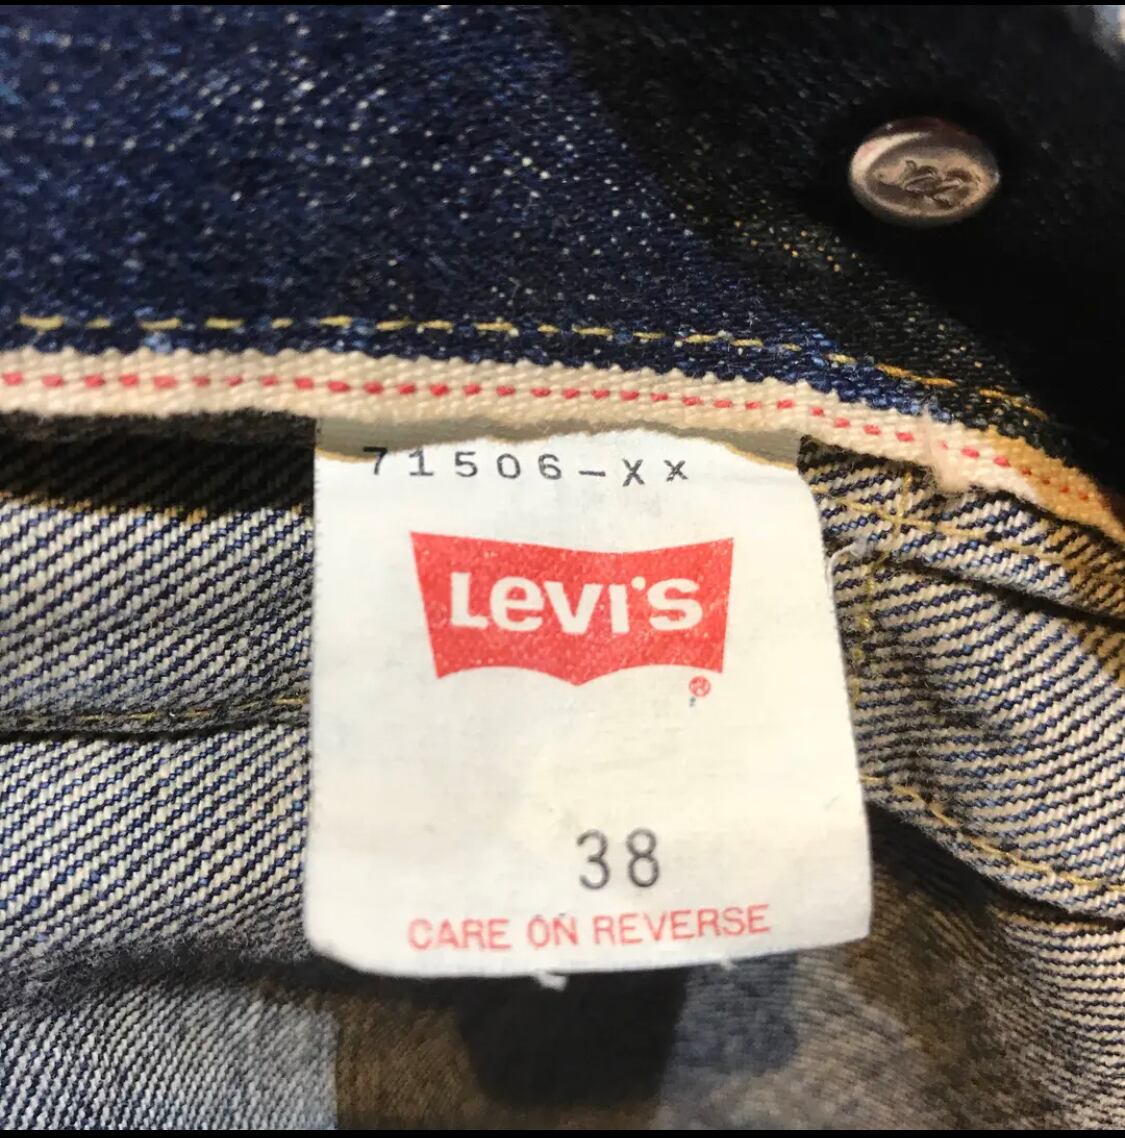 71506-XX
LEVI'S
®
38
CARE ON REVERSE